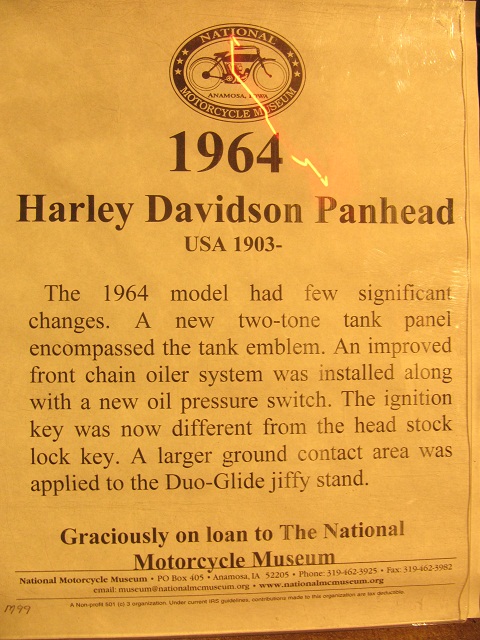 NATIONAL
ANAMOSA, IOWA
MOTORCYCLE MUSEUM
1964
Harley Davidson Panhead
USA 1903-
The 1964 model had few significant
changes. A new two-tone tank panel
encompassed the tank emblem. An improved
front chain oiler system was installed along
with a new oil pressure switch. The ignition
key was now different from the head stock
lock key. A larger ground contact area was
applied to the Duo-Glide jiffy stand.
Graciously on loan to The National
Motorcycle Museum
National Motorcycle Museum • PO Box 405 • Anamosa, IA 52205 • Phone: 319-462-3925 • Fax: 319-462-3982
email: museum@nationalmcmuseum.org • www.nationalmcmuseum.org
A Non-profit 501 (c) 3 organization. Under current IRS guidelines, contributions made to this organization are tax deductible.
M99